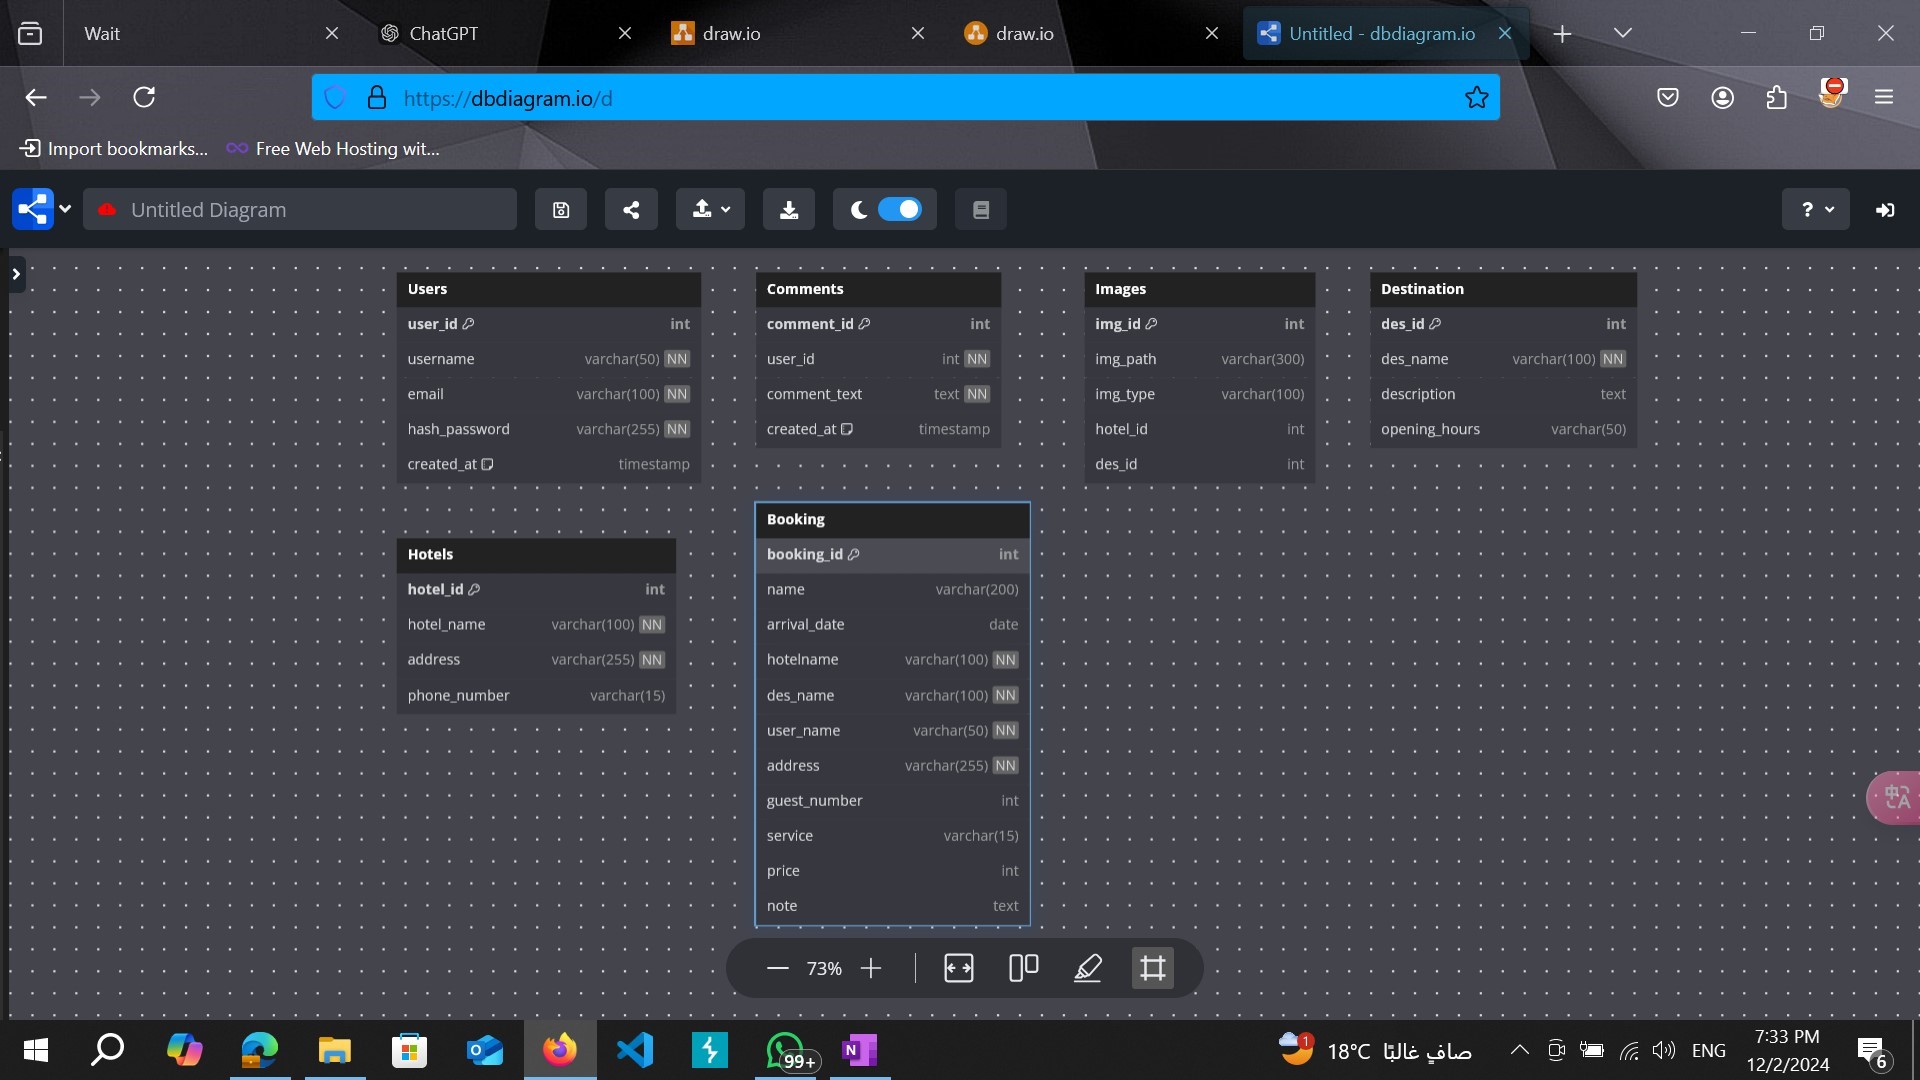 Wait
ChatGPT
draw.io
draw.io
Untitled - dbdiagram.io
https://dbdiagram.io/d
Import bookmarks...
Free Web Hosting wit...
Untitled Diagram
?
Users
user_id int
username varchar(50) NN
email varchar(100) NN
hash_password varchar(255) NN
created_at timestamp
Comments
comment_id int
user_id int NN
comment_text text NN
created_at timestamp
Images
img_id int
img_path varchar(300)
img_type varchar(100)
hotel_id int
des_id int
Destination
des_id int
des_name varchar(100) NN
description text
opening_hours varchar(50)
Hotels
hotel_id int
hotel_name varchar(100) NN
address varchar(255) NN
phone_number varchar(15)
Booking
booking_id int
name varchar(200)
arrival_date date
hotelname varchar(100) NN
des_name varchar(100) NN
user_name varchar(50) NN
address varchar(255) NN
guest_number int
service varchar(15)
price int
note text
中A
73%
99+
N
1
18°C صافٍ غالبًا
ENG
7:33 PM
12/2/2024
6